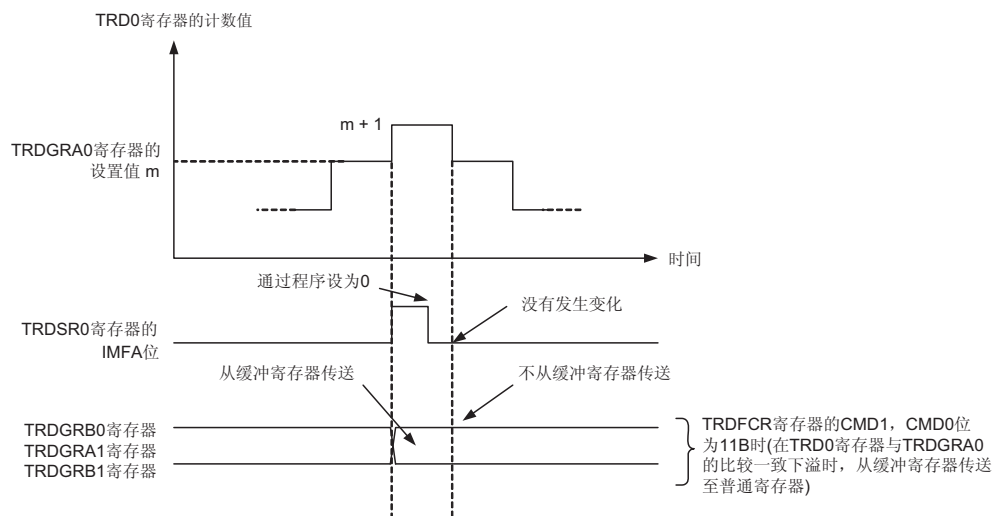 TRD0寄存器的计数值
m + 1
TRDGRA0寄存器的
设置值 m
时间
通过程序设为0
没有发生变化
TRDSR0寄存器的
IMFA位
从缓冲寄存器传送
不从缓冲寄存器传送
TRDGRB0寄存器
TRDGRA1寄存器
TRDGRB1寄存器
TRDFCR寄存器的CMD1，CMD0位
为11B时(在TRD0寄存器与TRDGRA0
的比较一致下溢时，从缓冲寄存器传送
至普通寄存器)